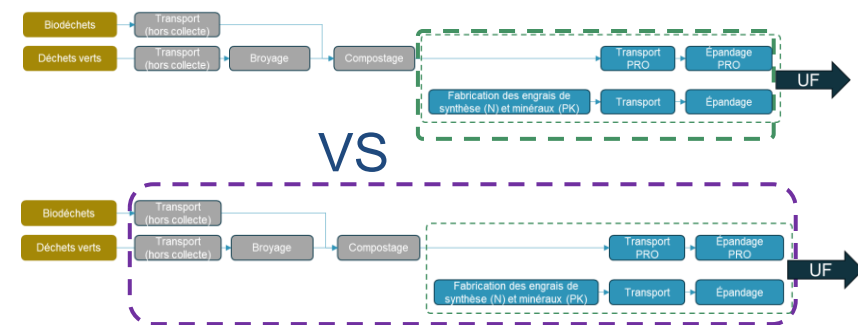 Biodéchets
Transport
(hors collecte)
Déchets verts
Transport
(hors collecte)
Broyage
Compostage
Transport
PRO
Épandage
PRO
Fabrication des engrais de
synthèse (N) et minéraux (PK)
Transport
Épandage
UF
VS
Biodéchets
Transport
(hors collecte)
Déchets verts
Transport
(hors collecte)
Broyage
Compostage
Transport
PRO
Épandage
PRO
Fabrication des engrais de
synthèse (N) et minéraux (PK)
Transport
Épandage
UF